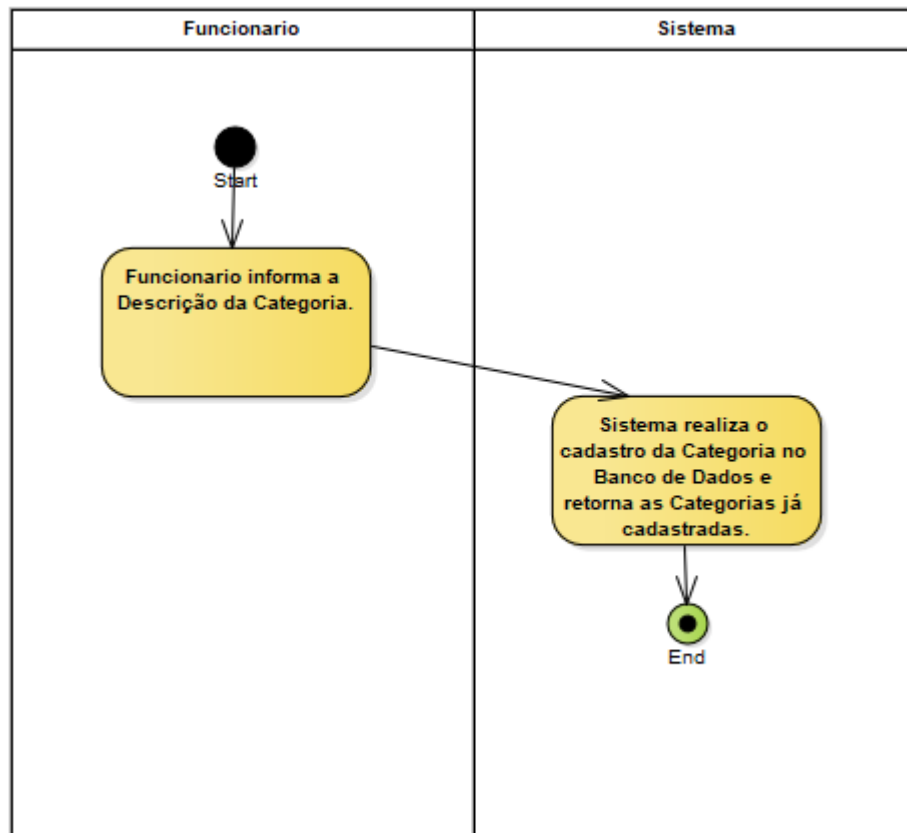 Funcionario
Sistema
Start
Funcionario informa a
Descrição da Categoria.
Sistema realiza o
cadastro da Categoria no
Banco de Dados e
retorna as Categorias já
cadastradas.
End